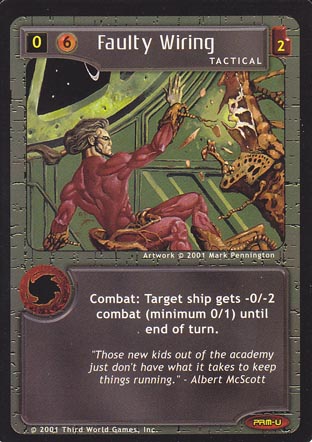 0 6 Faulty Wiring 2*
TACTICAL
Artwork © 2001 Mark Pennington
Combat: Target ship gets -0/-2
combat (minimum 0/1) until
end of turn.
"Those new kids out of the academy
just don't have what it takes to keep
things running." - Albert McScott
© 2001 Third World Games, Inc.
PRM-U